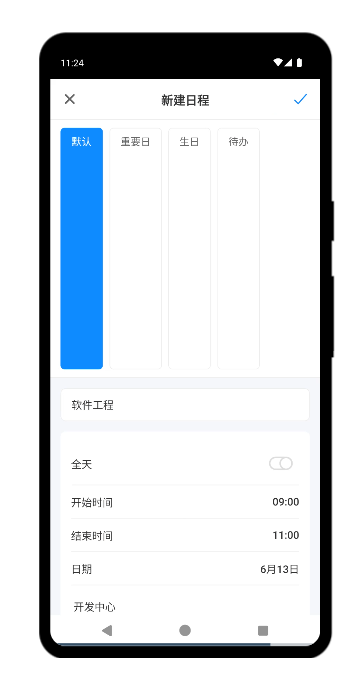 11:24
新建日程
默认 重要日 生日 待办
软件工程
全天
开始时间 09:00
结束时间 11:00
日期 6月13日
开发中心